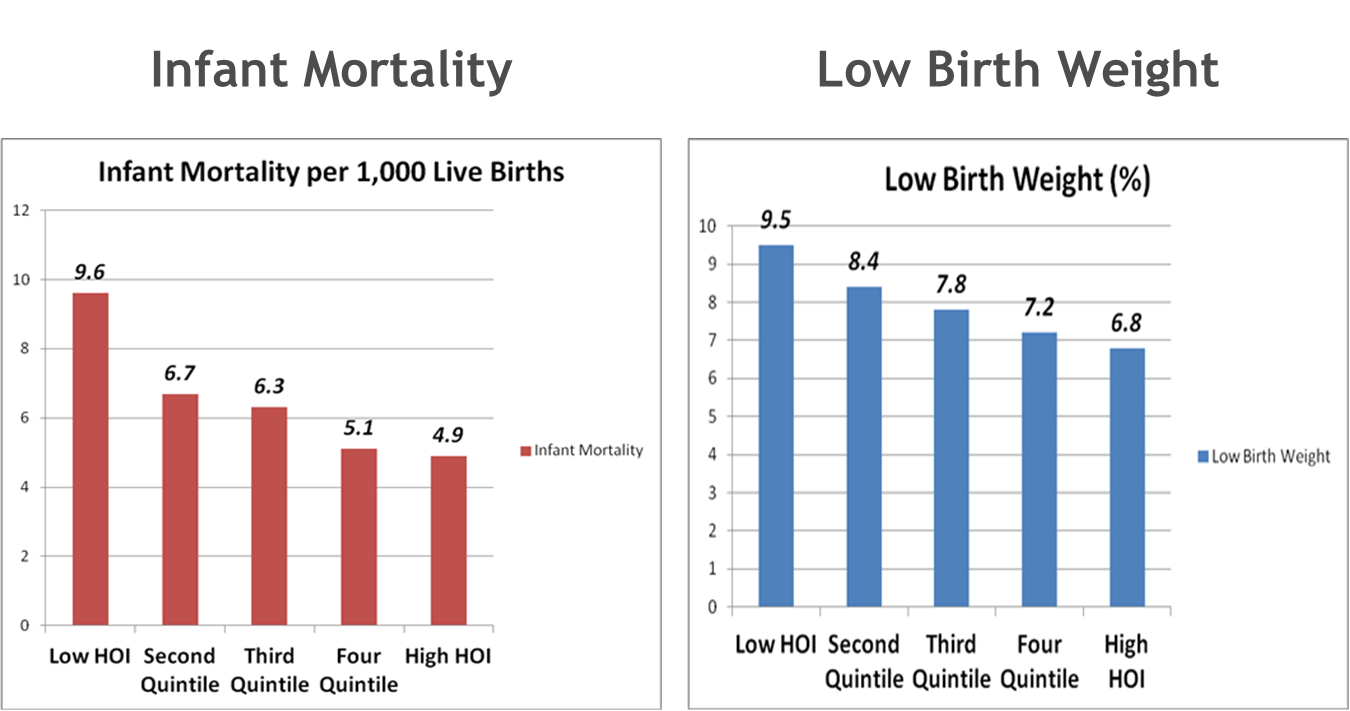 Infant Mortality
Low Birth Weight
Infant Mortality per 1,000 Live Births
12
10
8
6
4
2
0
9.6
6.7
6.3
5.1
4.9
Low HOI
Second
Quintile
Third
Quintile
Four
Quintile
High HOI
Infant Mortality
Low Birth Weight (%)
10
9
8
7
6
5
4
3
2
1
0
9.5
8.4
7.8
7.2
6.8
Low HOI
Second
Quintile
Third
Quintile
Four
Quintile
High
HOI
Low Birth Weight